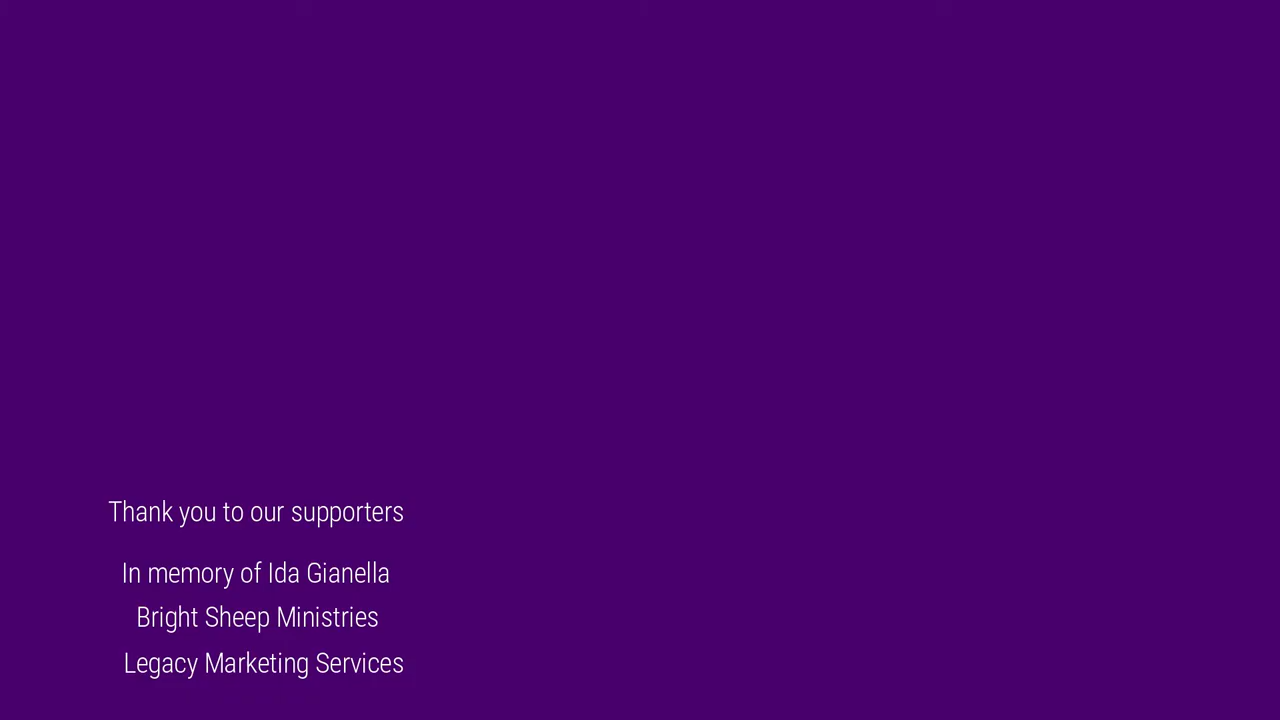 Thank you to our supporters
In memory of Ida Gianella
Bright Sheep Ministries
Legacy Marketing Services